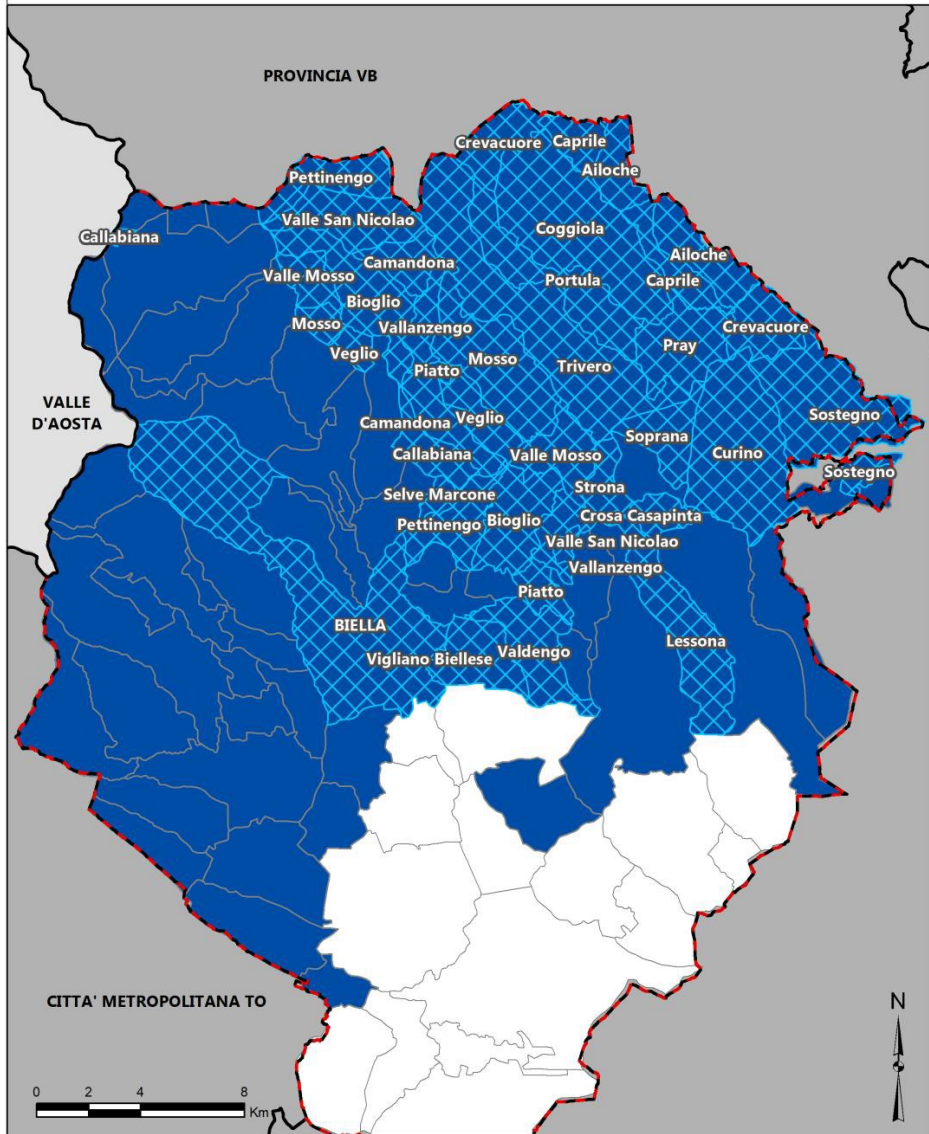 PROVINCIA VB
Crevacuore
Caprile
Ailoche
Pettinengo
Valle San Nicolao
Callabiana
Coggiola
Ailoche
Camandona
Valle Mosso
Portula
Caprile
Bioglio
Mosso
Vallanzengo
Crevacuore
Veglio
Mosso
Pray
Piatto
Trivero
VALLE
D'AOSTA
Camandona
Veglio
Sostegno
Soprana
Callabiana
Valle Mosso
Curino
Sostegno
Selve Marcone
Strona
Pettinengo
Bioglio
Crosa Casapinta
Valle San Nicolao
Vallanzengo
Piatto
BIELLA
Lessona
Vigliano Biellese
Valdengo
CITTA' METROPOLITANA TO
N
0 2 4 8
Km